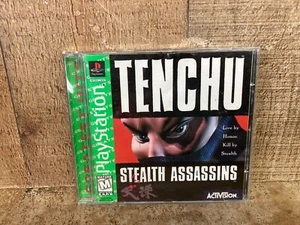 PlayStation
TENCHU
Live by
Honor
Kill by
Stealth
STEALTH ASSASSINS
天誅
M
ACTIVISION